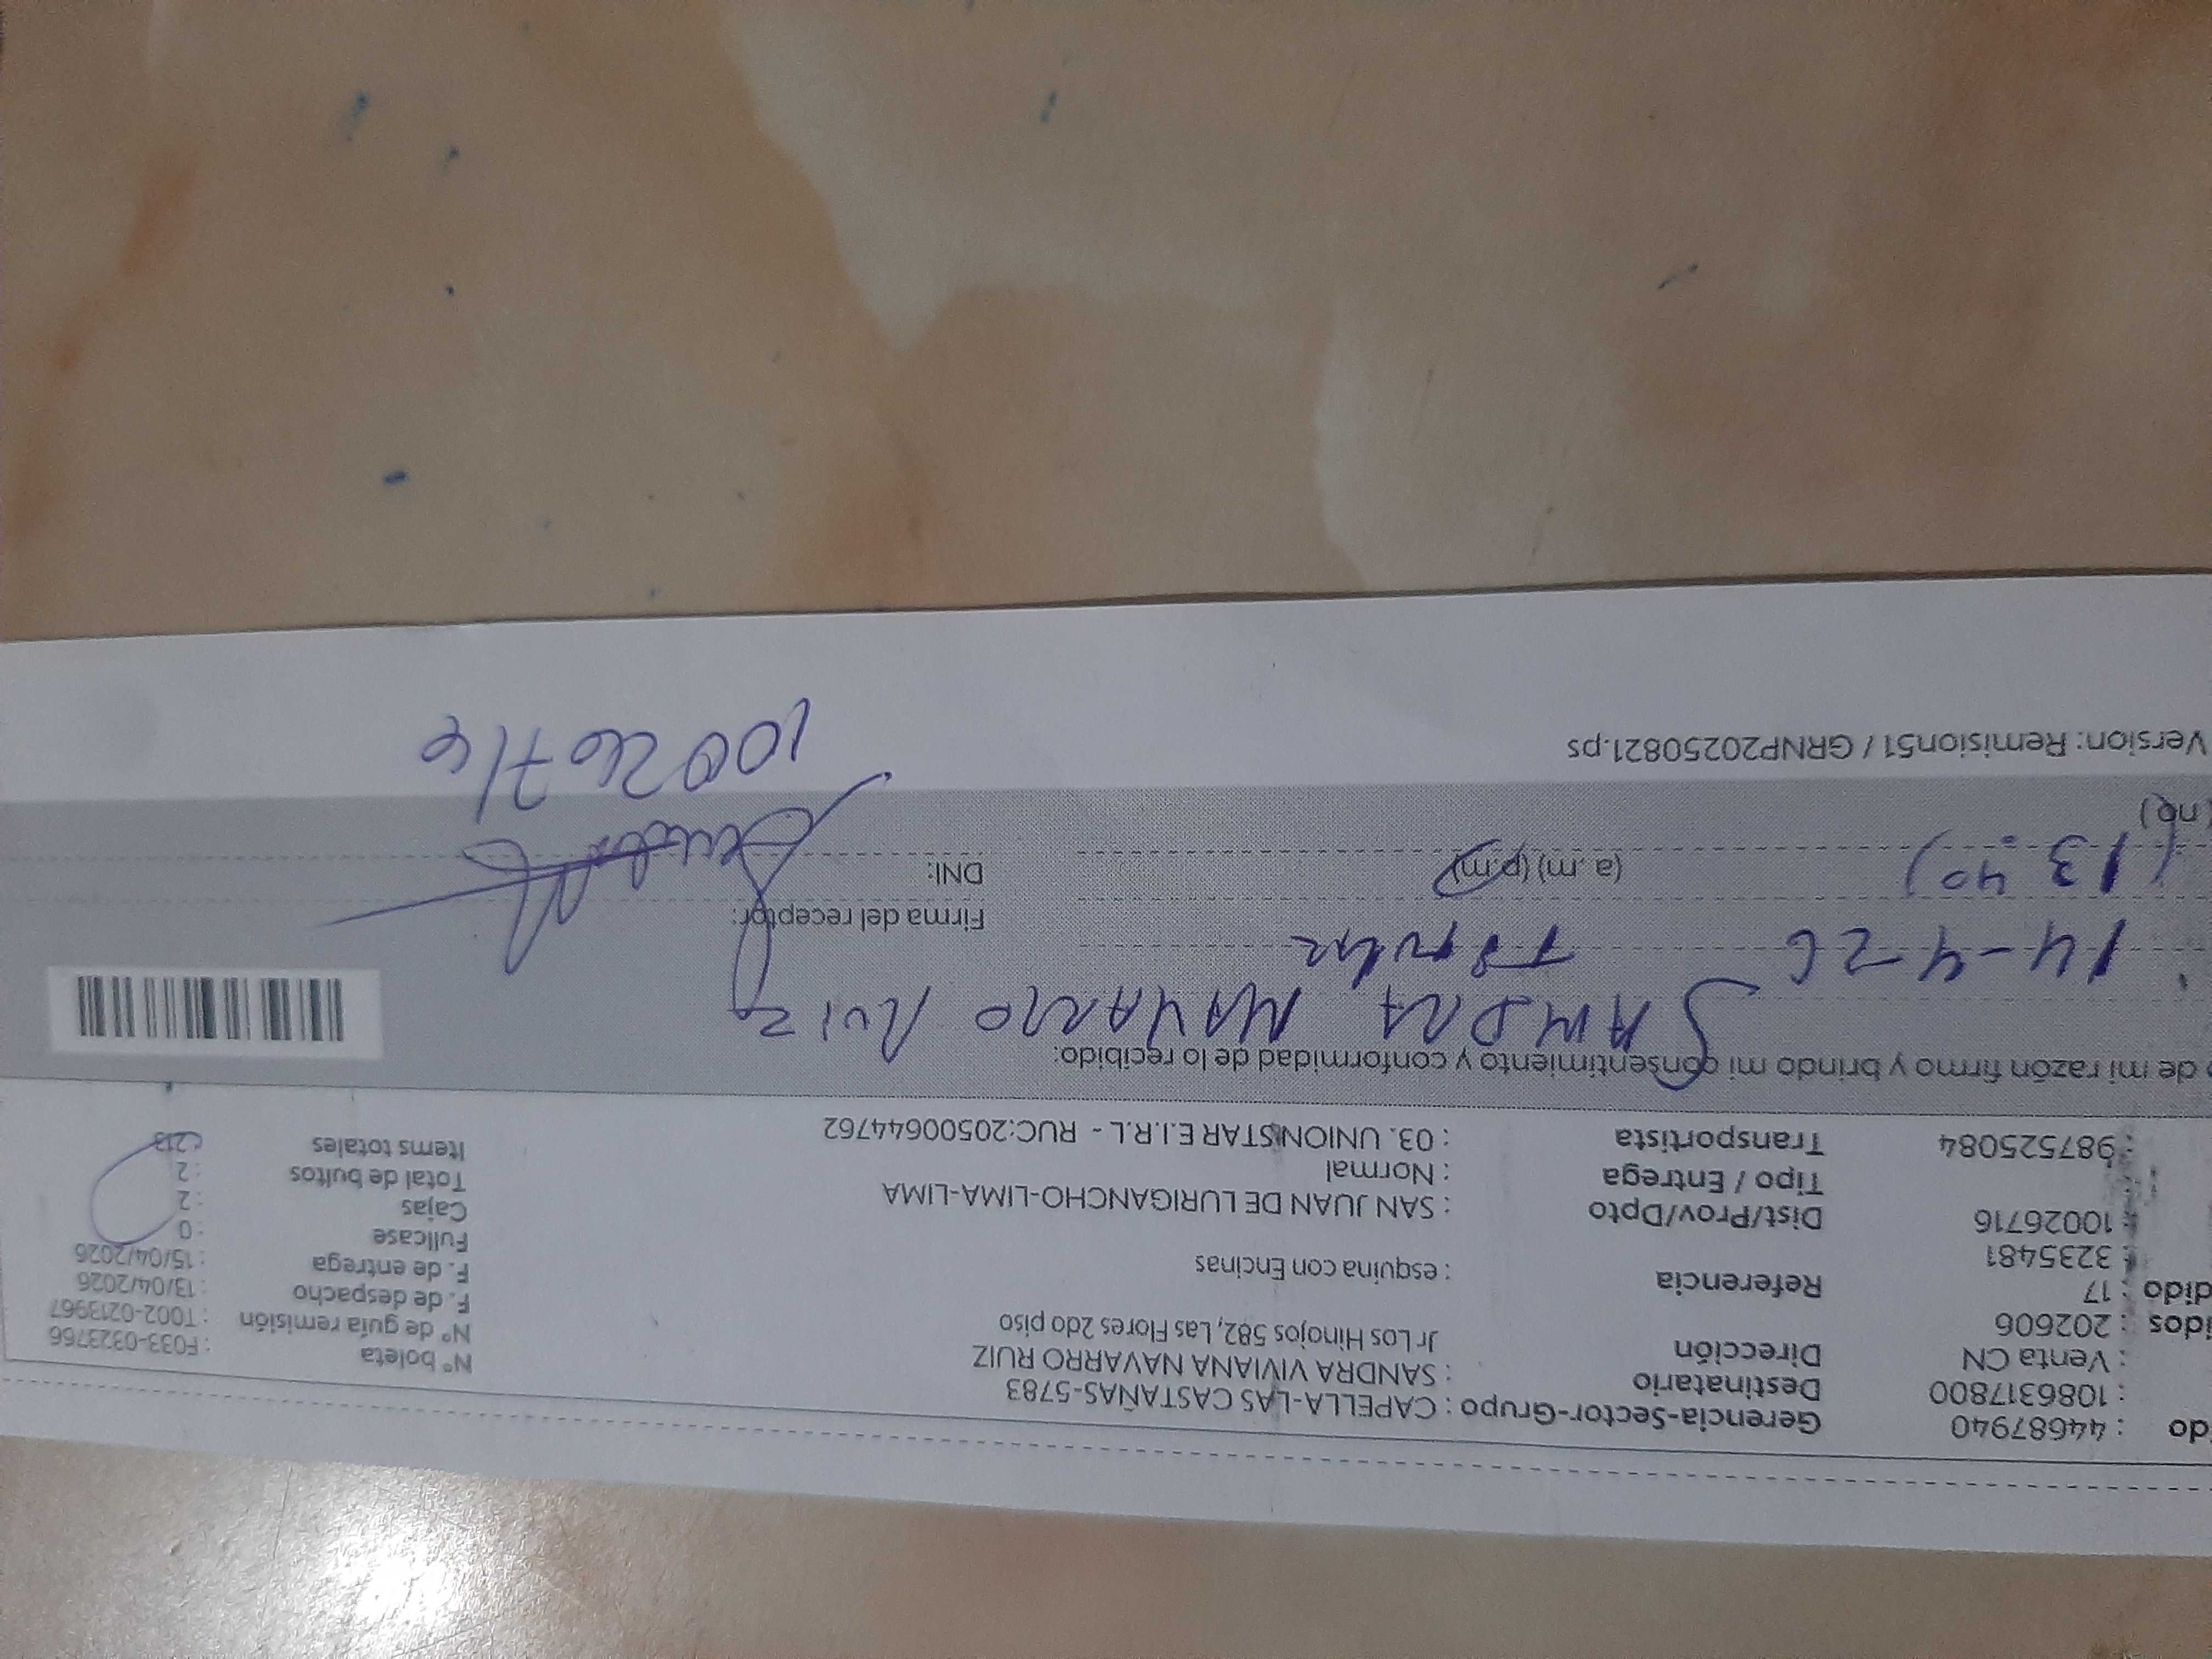 do : 44687940 Gerencia-Sector-Grupo : CAPELLA-LAS CASTAÑAS-5783 N° boleta : F033-0323766
: 1086317800 Destinatario : SANDRA VIVIANA NAVARRO RUIZ N° de guía remisión : T002-0213967
: Venta CN Dirección Jr Los Hinojos 582, Las Flores 2do piso F. de despacho : 13/04/2026
idos : 202606 F. de entrega : 15/04/2026
dido : 17 Referencia : esquina con Encinas Fullcase : 0
: 3235481 Cajas : 2
: 10026716 Dist/Prov/Dpto : SAN JUAN DE LURIGANCHO-LIMA-LIMA Total de bultos : 2
Tipo / Entrega : Normal Items totales : 213
: 987525084 Transportista : 03. UNION STAR E.I.R.L - RUC:20500644762
de mi razón firmo y brindo mi consentimiento y conformidad de lo recibido:
SANDRA NAVARRO RUIZ
14-4-26 Titular Firma del receptor:
(13:40) (a. m) (p.m) DNI:
(no)
10026716
Version: Remision51 / GRNP20250821.ps